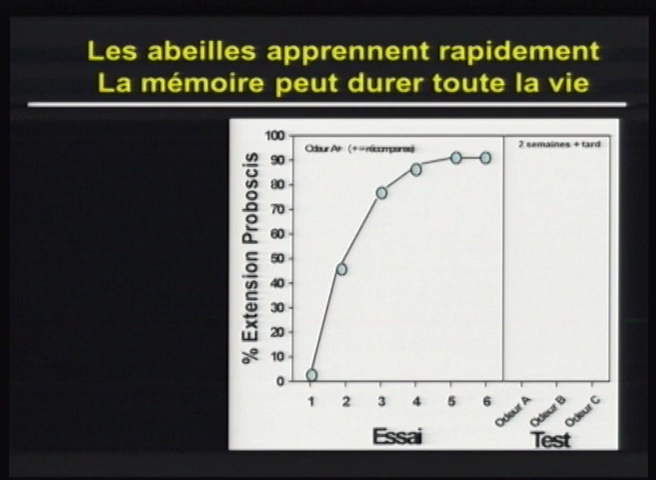 Les abeilles apprennent rapidement
La mémoire peut durer toute la vie
Odeur A+ (+=récompense)
2 semaines + tard
% Extension Proboscis
100
90
80
70
60
50
40
30
20
10
0
1 2 3 4 5 6
Odeur A Odeur B Odeur C
Essai Test